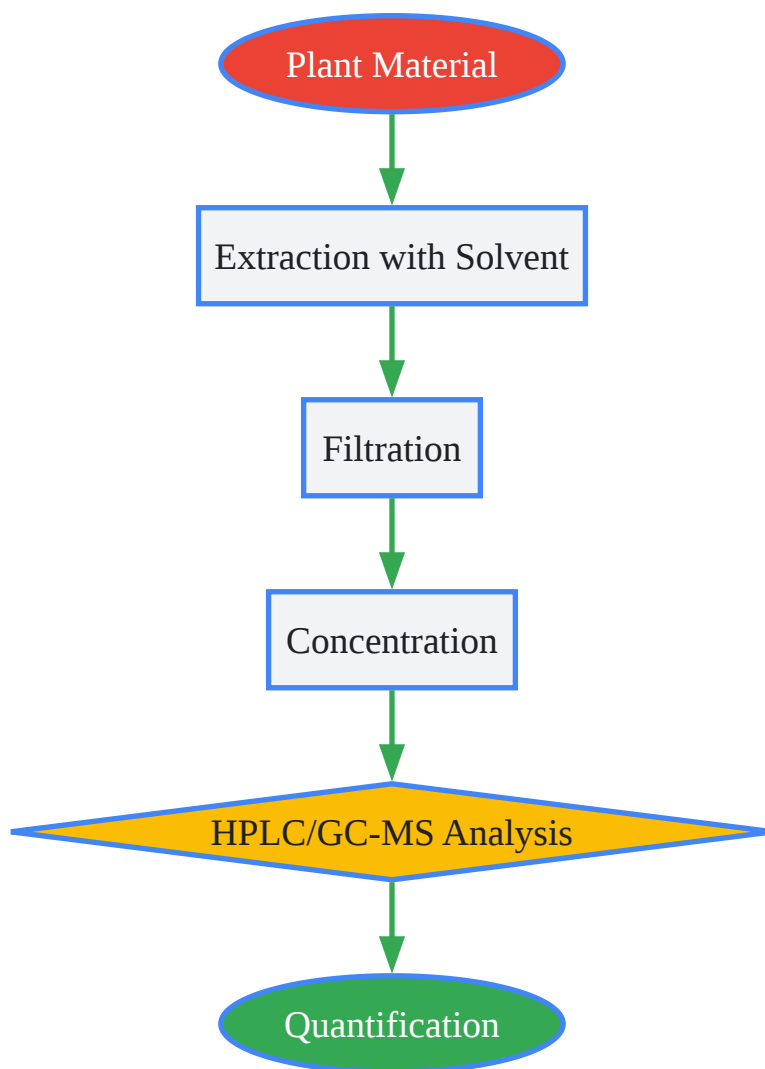 Plant Material
Extraction with Solvent
Filtration
Concentration
HPLC/GC-MS Analysis
Quantification